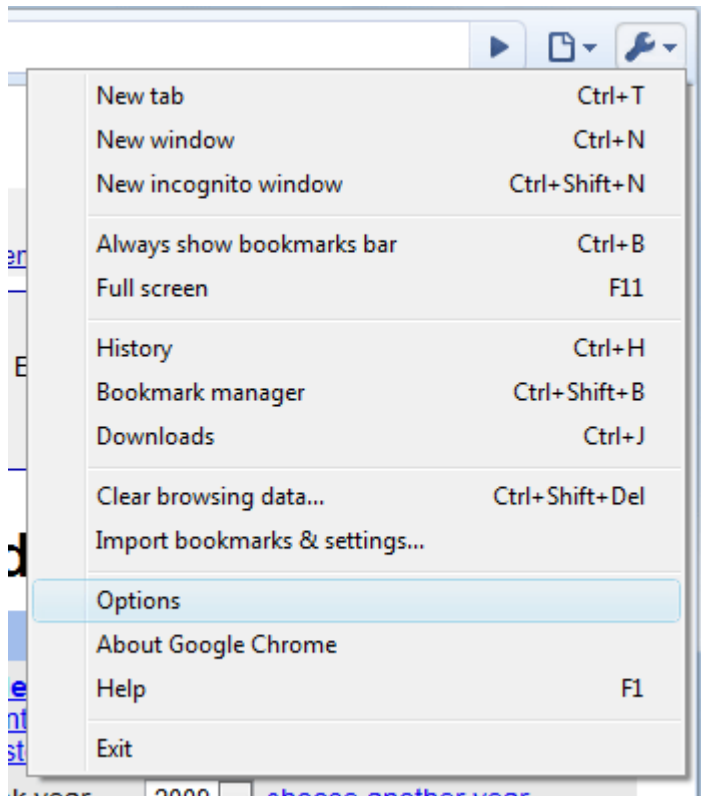 New tab Ctrl+T
New window Ctrl+N
New incognito window Ctrl+Shift+N
Always show bookmarks bar Ctrl+B
Full screen F11
History Ctrl+H
Bookmark manager Ctrl+Shift+B
Downloads Ctrl+J
Clear browsing data... Ctrl+Shift+Del
Import bookmarks & settings...
Options
About Google Chrome
Help F1
Exit